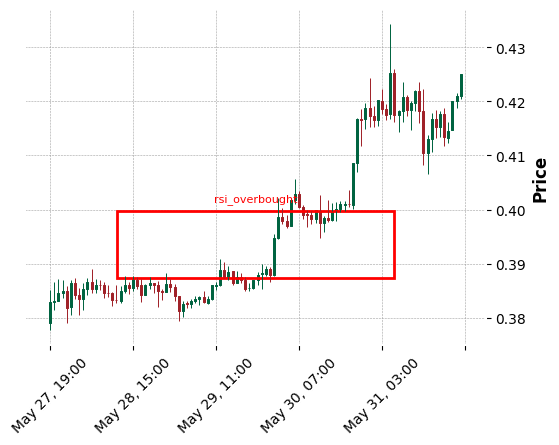 0.43
0.42
0.41
0.40
0.39
0.38
Price
rsi_overbought
May 27, 19:00
May 28, 15:00
May 29, 11:00
May 30, 07:00
May 31, 03:00